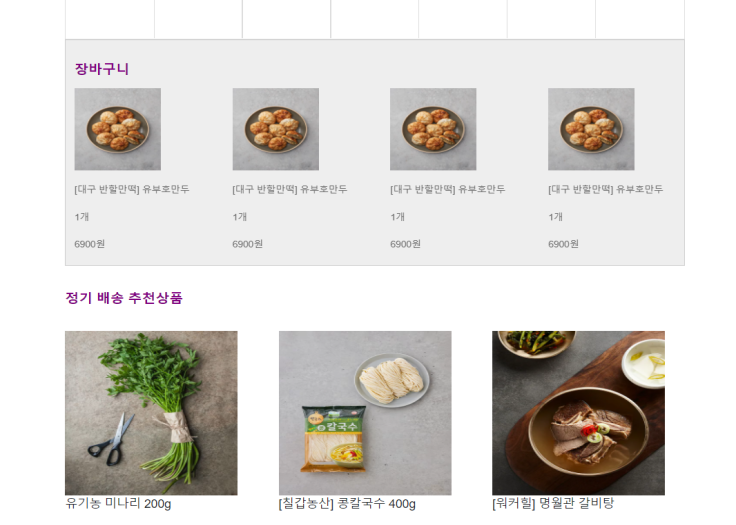 장바구니
[대구 반할만떡] 유부호만두
[대구 반할만떡] 유부호만두
[대구 반할만떡] 유부호만두
[대구 반할만떡] 유부호만두
1개
1개
1개
1개
6900원
6900원
6900원
6900원
정기 배송 추천상품
칼국수
유기농 미나리 200g
[칠갑농산] 콩칼국수 400g
[워커힐] 명월관 갈비탕